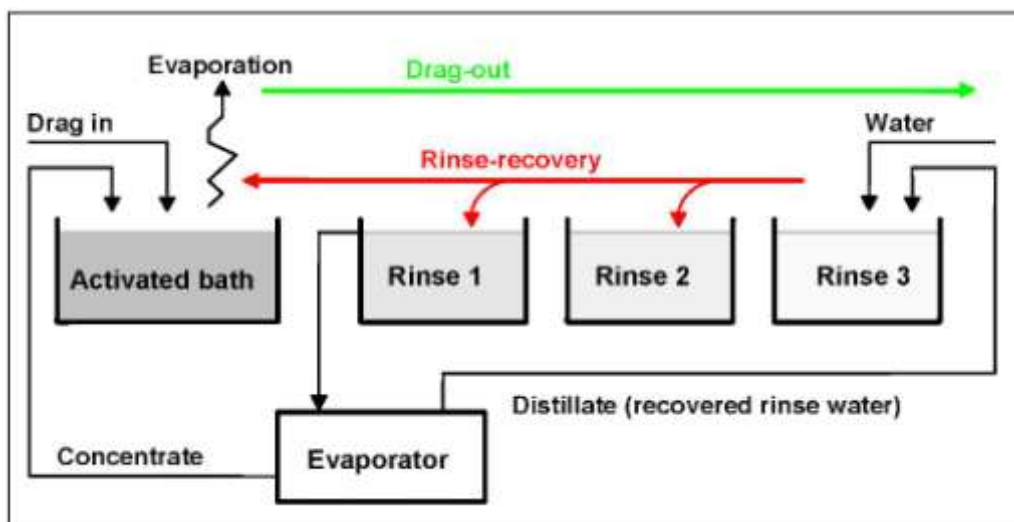 Evaporation
Drag-out
Drag in
Water
Rinse-recovery
Activated bath
Rinse 1
Rinse 2
Rinse 3
Distillate (recovered rinse water)
Concentrate
Evaporator